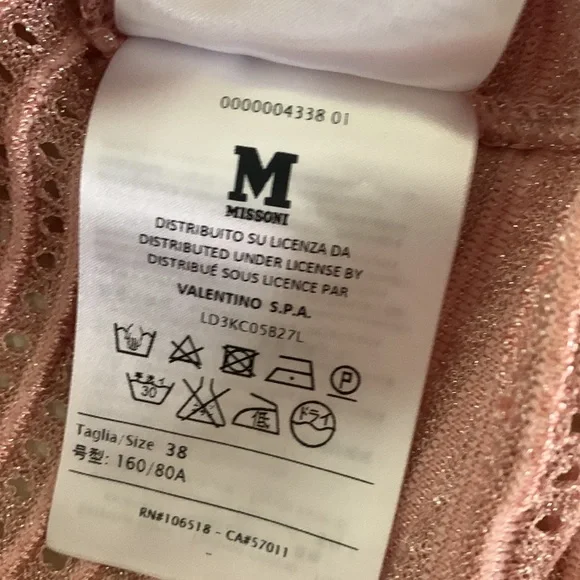 0000004338 01
M
MISSONI
DISTRIBUITO SU LICENZA DA
DISTRIBUTED UNDER LICENSE BY
DISTRIBUÉ SOUS LICENCE PAR
VALENTINO S.P.A.
LD3KC05B27L
P
30
低 ドライ
Taglia/Size 38
号型: 160/80A
RN#106518 - CA#57011